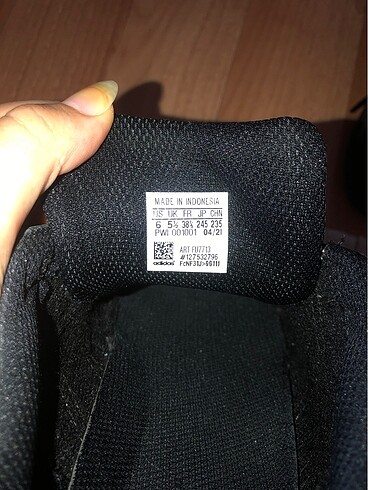 MADE IN INDONESIA
US UK FR JP CHN
6 5½ 38⅔ 245 235
PWI 001001 04/21
ART FU7713
#127532796
adidas